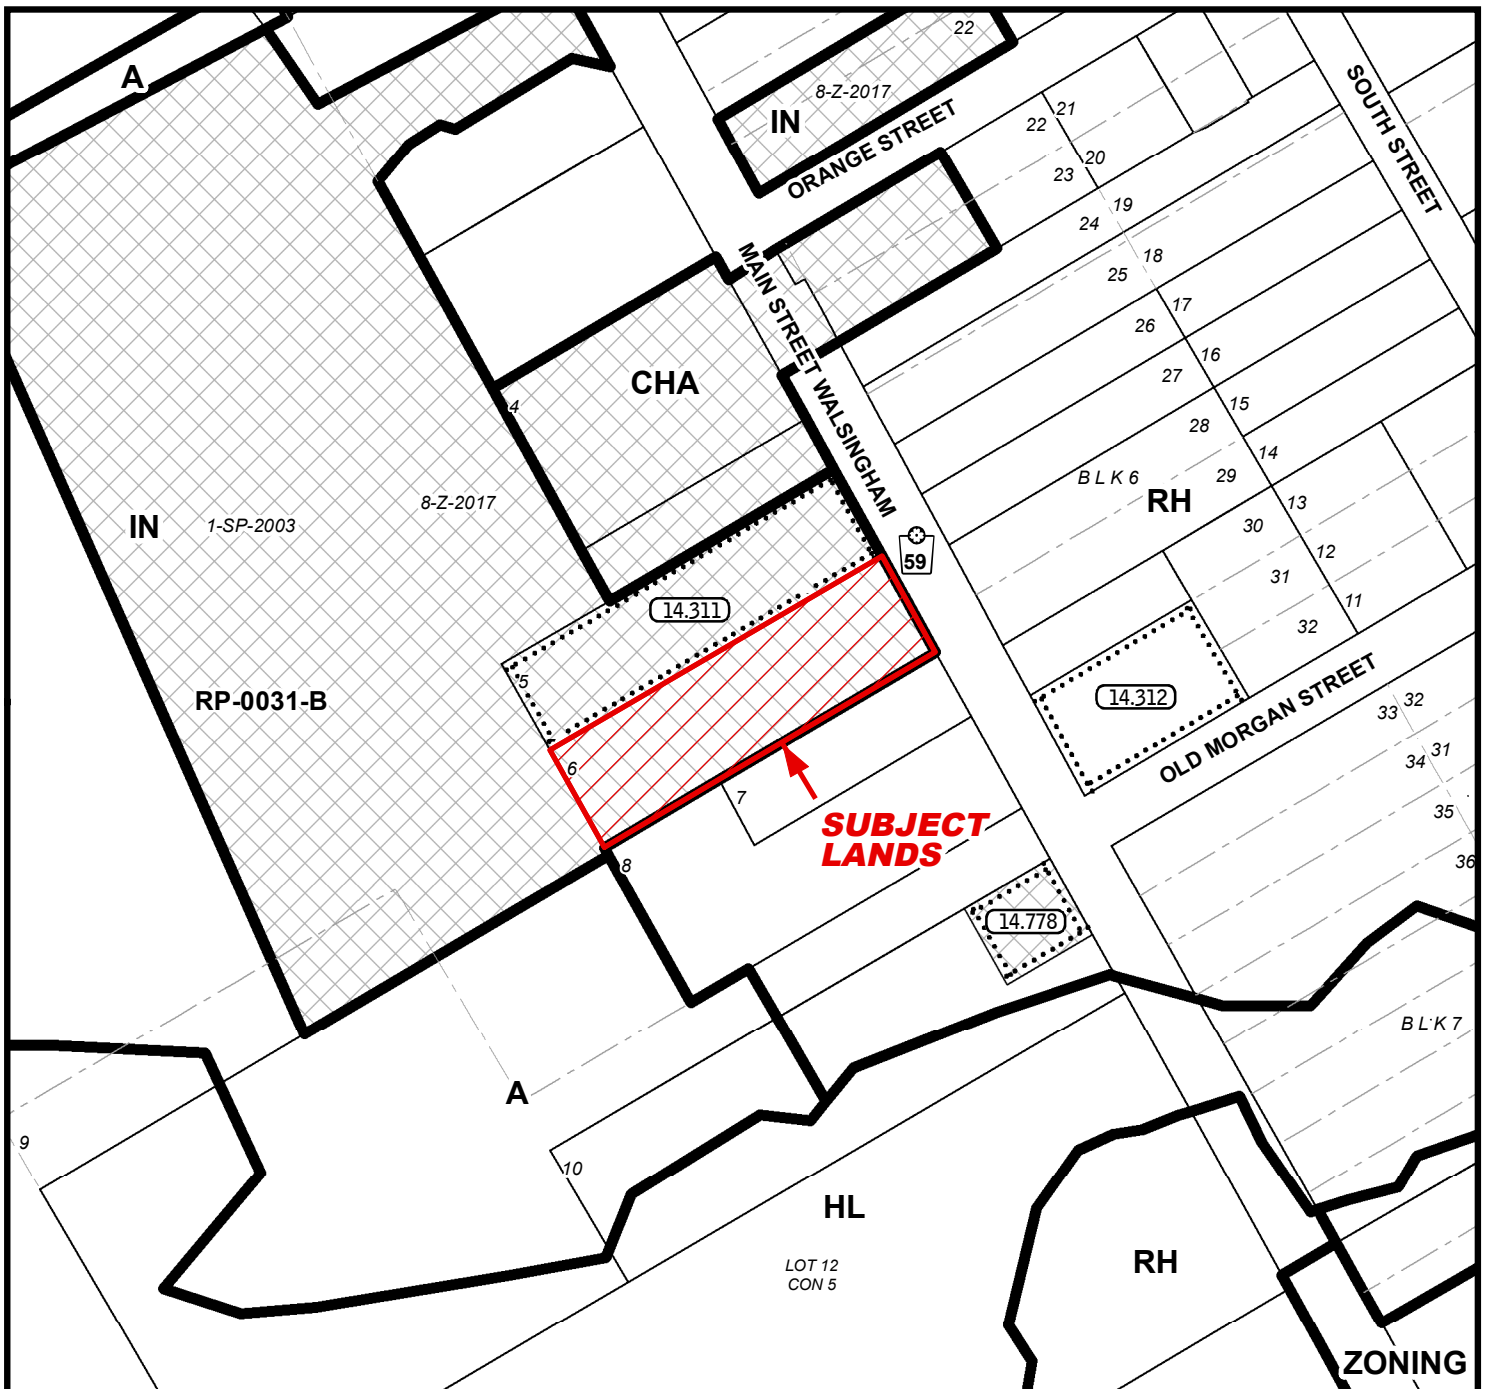 22
A
8-Z-2017
IN
ORANGE STREET
SOUTH STREET
21
22
20
23
19
24
18
25
17
26
16
27
15
28
14
29
13
30
12
31
11
32
MAIN STREET WALSINGHAM
CHA
4
BLK 6
RH
8-Z-2017
IN
1-SP-2003
59
14.311
5
RP-0031-B
14.312
OLD MORGAN STREET
32
33
31
34
35
36
6
7
SUBJECT
LANDS
8
14.778
BLK 7
A
9
10
HL
LOT 12
CON 5
RH
ZONING